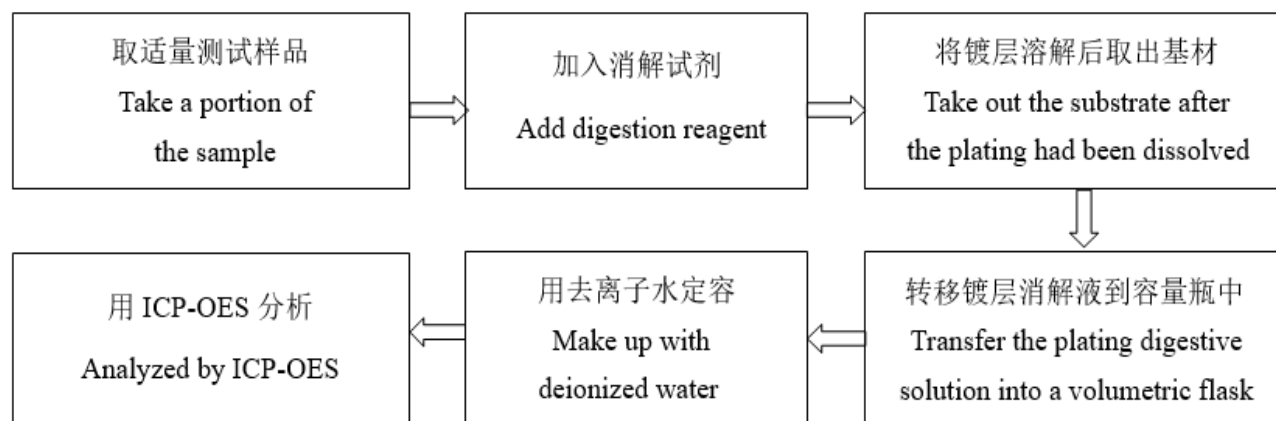 取适量测试样品
Take a portion of
the sample
加入消解试剂
Add digestion reagent
将镀层溶解后取出基材
Take out the substrate after
the plating had been dissolved
转移镀层消解液到容量瓶中
Transfer the plating digestive
solution into a volumetric flask
用去离子水定容
Make up with
deionized water
用 ICP-OES 分析
Analyzed by ICP-OES